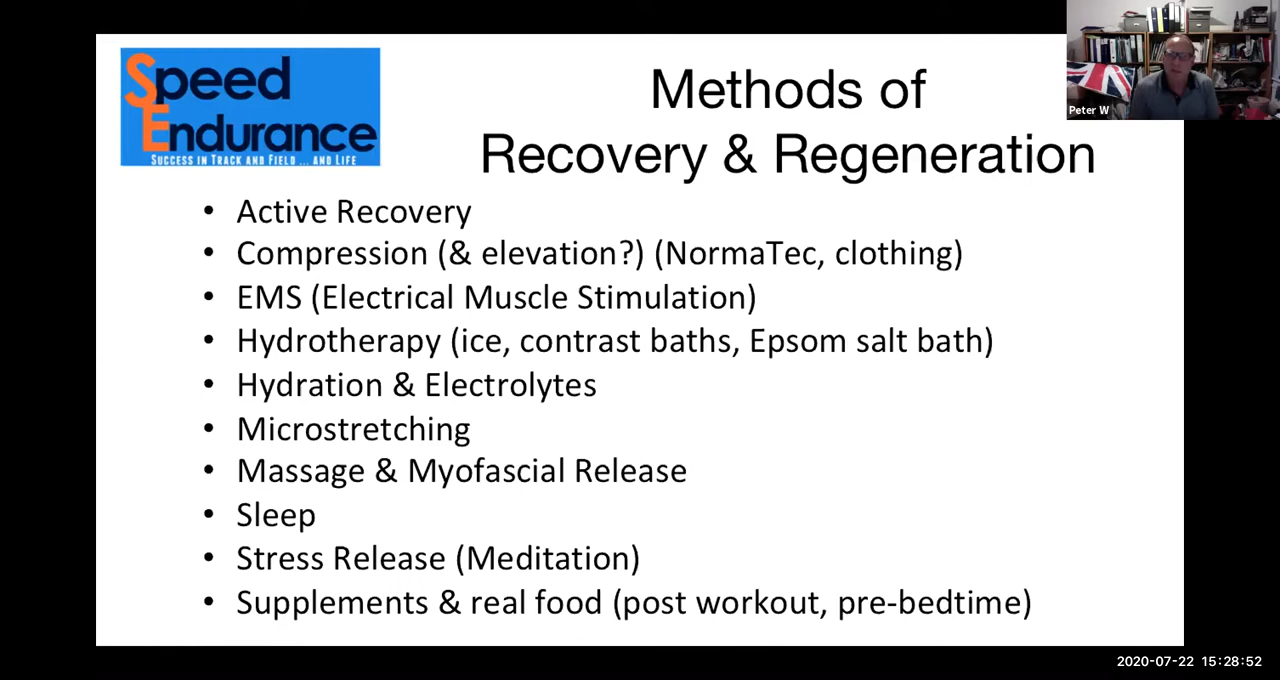 Speed
Endurance
SUCCESS IN TRACK AND FIELD ... AND LIFE
Methods of
Recovery & Regeneration
Peter W
• Active Recovery
• Compression (& elevation?) (NormaTec, clothing)
• EMS (Electrical Muscle Stimulation)
• Hydrotherapy (ice, contrast baths, Epsom salt bath)
• Hydration & Electrolytes
• Microstretching
• Massage & Myofascial Release
• Sleep
• Stress Release (Meditation)
• Supplements & real food (post workout, pre-bedtime)
2020-07-22 15:28:52